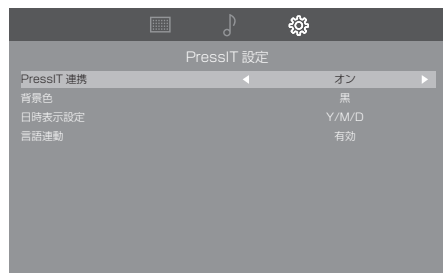 PressIT 設定
PressIT 連携 オン
背景色 黒
日時表示設定 Y/M/D
言語連動 有効